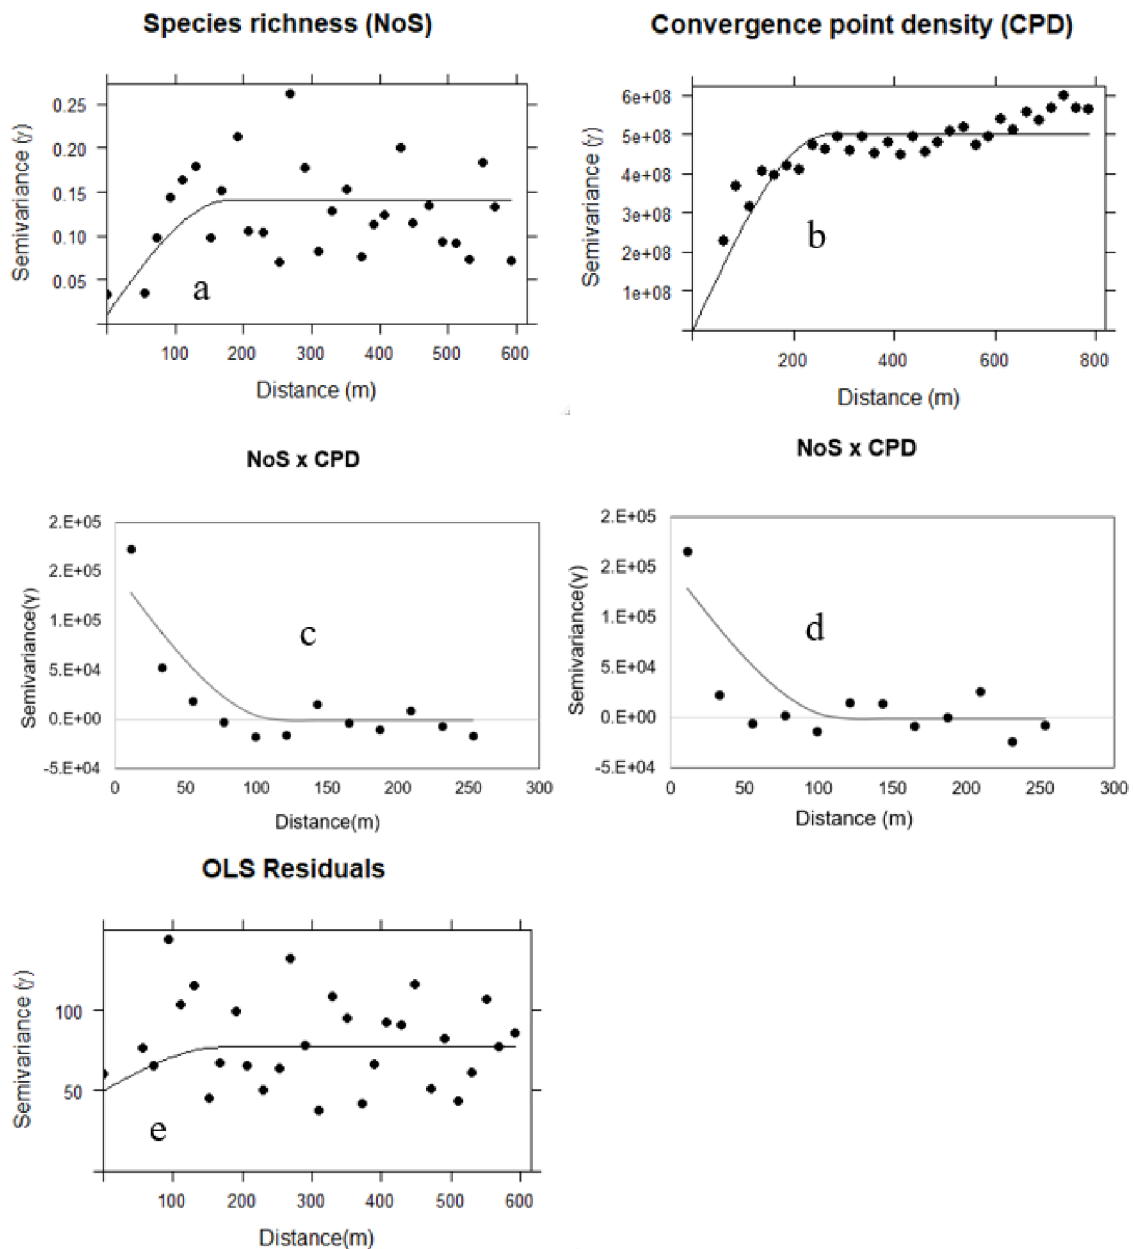 Species richness (NoS)
Semivariance (γ)
0.25
0.20
0.15
0.10
0.05
a
100 200 300 400 500 600
Distance (m)
Convergence point density (CPD)
Semivariance (γ)
6e+08
5e+08
4e+08
3e+08
2e+08
1e+08
b
200 400 600 800
Distance (m)
NoS x CPD
Semivariance(γ)
2.E+05
2.E+05
1.E+05
5.E+04
0.E+00
-5.E+04
c
0 50 100 150 200 250 300
Distance(m)
NoS x CPD
Semivariance(γ)
2.E+05
2.E+05
1.E+05
5.E+04
0.E+00
-5.E+04
d
0 50 100 150 200 250 300
Distance (m)
OLS Residuals
Semivariance (γ)
100
50
e
100 200 300 400 500 600
Distance(m)